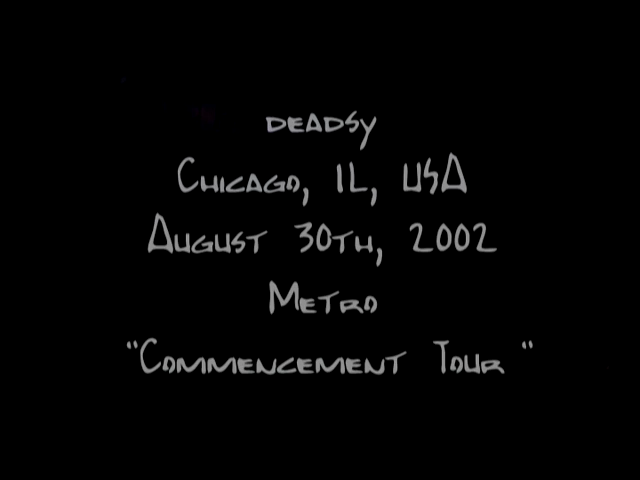 DEADSY
CHICAGO, IL, USA
AUGUST 30TH, 2002
METRO
"COMMENCEMENT TOUR "